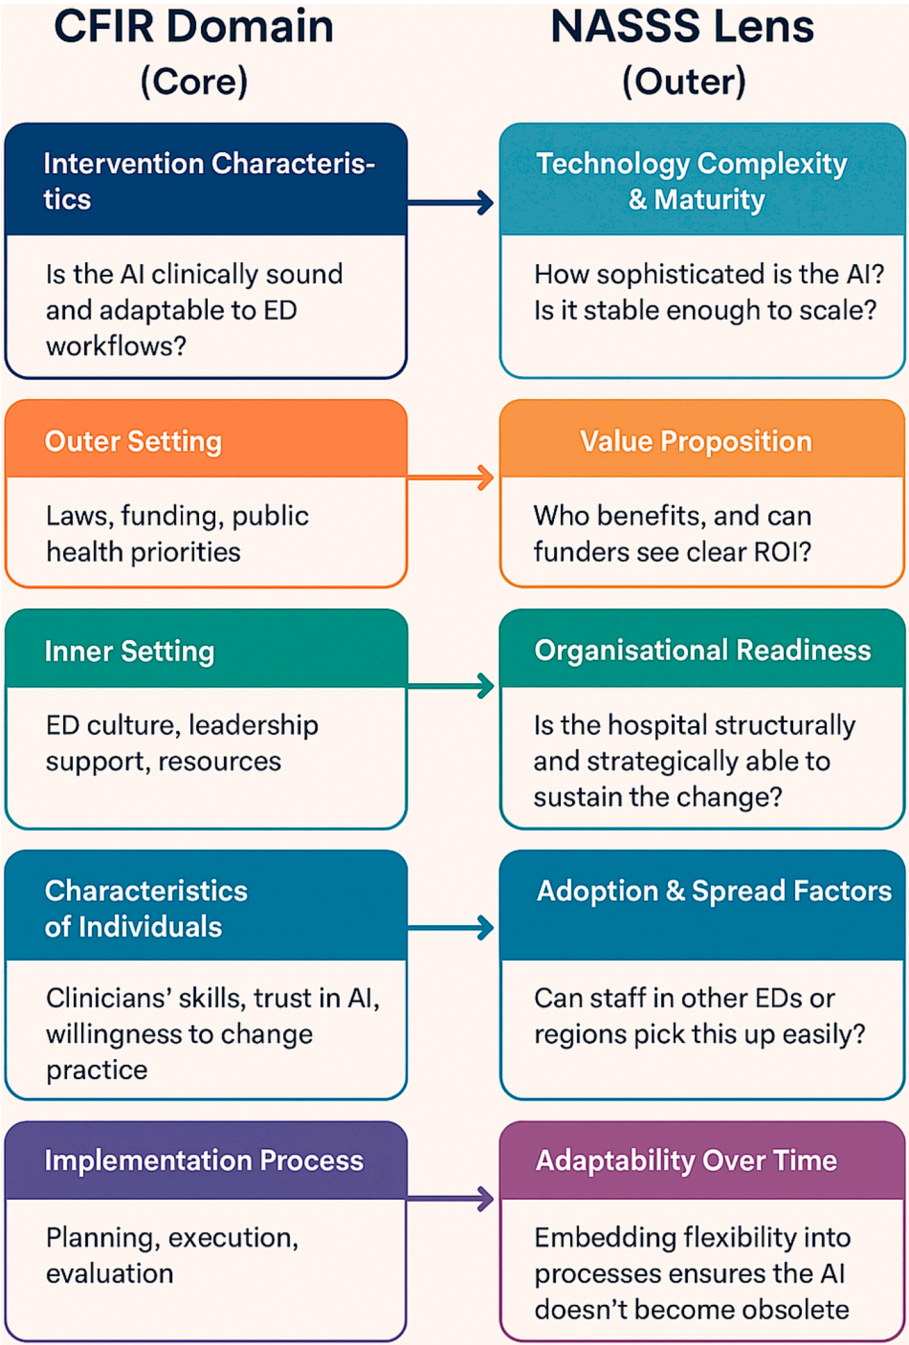 CFIR Domain
(Core)
NASSS Lens
(Outer)
Intervention Characteris-
tics
Is the AI clinically sound
and adaptable to ED
workflows?
Technology Complexity
& Maturity
How sophisticated is the AI?
Is it stable enough to scale?
Outer Setting
Laws, funding, public
health priorities
Value Proposition
Who benefits, and can
funders see clear ROI?
Inner Setting
ED culture, leadership
support, resources
Organisational Readiness
Is the hospital structurally
and strategically able to
sustain the change?
Characteristics
of Individuals
Clinicians’ skills, trust in AI,
willingness to change
practice
Adoption & Spread Factors
Can staff in other EDs or
regions pick this up easily?
Implementation Process
Planning, execution,
evaluation
Adaptability Over Time
Embedding flexibility into
processes ensures the AI
doesn’t become obsolete